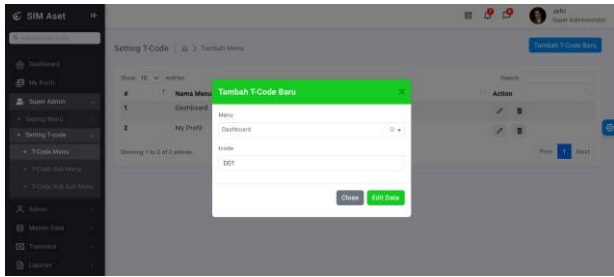 SIM Aset
Jefri
Super Administrator
Setting T-Code > Tambah Menu
Tambah T-Code Baru
Dashboard
My Profil
Super Admin
Setting Menu
Setting T-code
T-Code Menu
T-Code Sub Menu
T-Code Sub Sub Menu
Admin
Master Data
Transaksi
Laporan
Show 10 entries
Search:
# Nama Menu Action
1 Dashboard
2 My Profil
Showing 1 to 2 of 2 entries
Prev 1 Next
Tambah T-Code Baru
Menu
Dashboard
tcode
D01
Close Edit Data